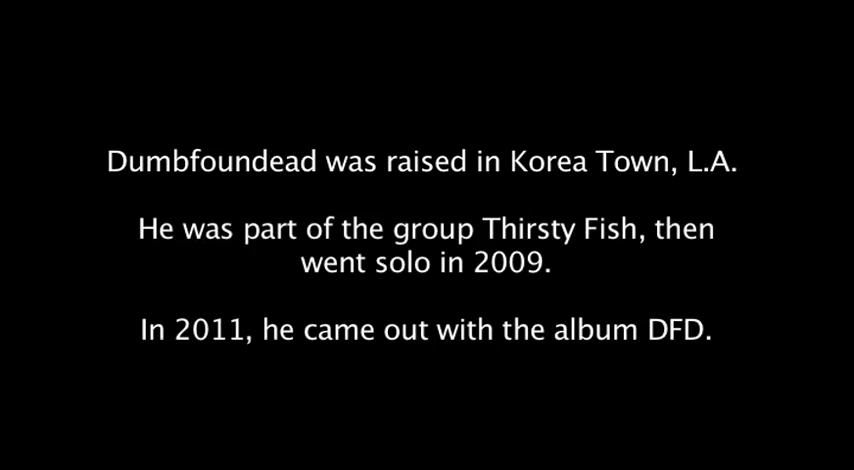 Dumbfoundead was raised in Korea Town, L.A.
He was part of the group Thirsty Fish, then
went solo in 2009.
In 2011, he came out with the album DFD.